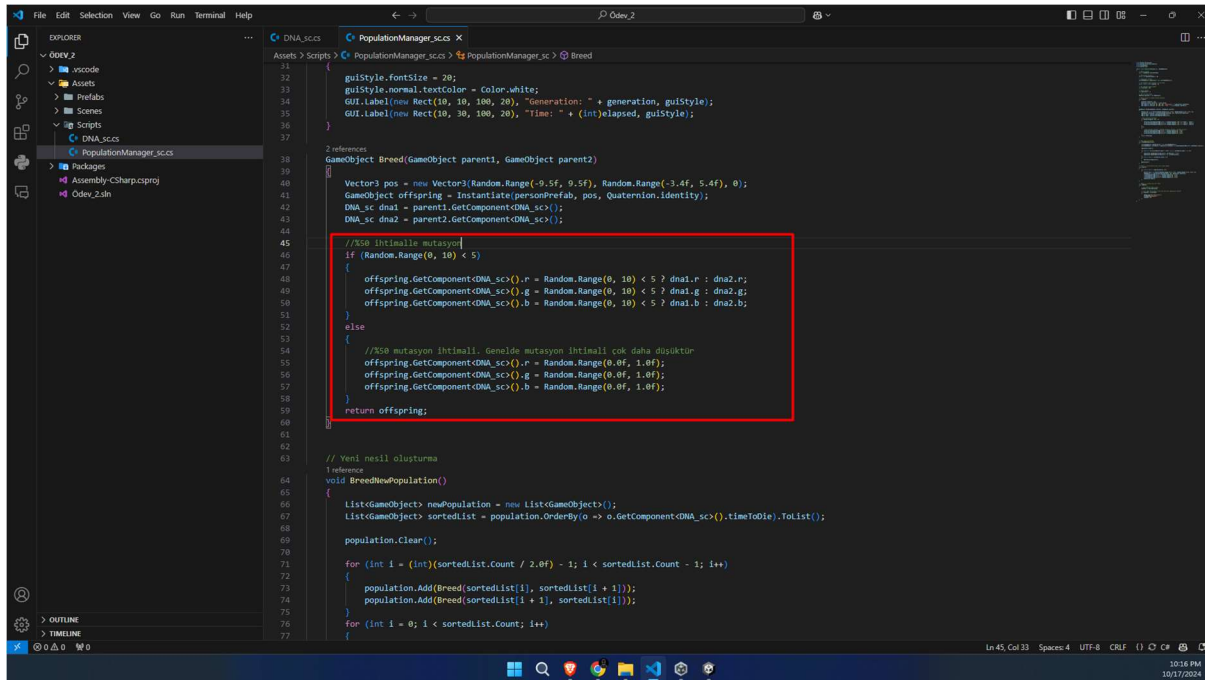 File Edit Selection View Go Run Terminal Help
Ödev_2
EXPLORER
ÖDEV_2
.vscode
Assets
Prefabs
Scenes
Scripts
DNA_sc.cs
PopulationManager_sc.cs
Packages
Assembly-CSharp.csproj
Ödev_2.sln
OUTLINE
TIMELINE
DNA_sc.cs PopulationManager_sc.cs
Assets > Scripts > PopulationManager_sc.cs > PopulationManager_sc > Breed
31 {
32 guiStyle.fontSize = 20;
33 guiStyle.normal.textColor = Color.white;
34 GUI.Label(new Rect(10, 10, 100, 20), "Generation: " + generation, guiStyle);
35 GUI.Label(new Rect(10, 30, 100, 20), "Time: " + (int)elapsed, guiStyle);
36 }
37
2 references
38 GameObject Breed(GameObject parent1, GameObject parent2)
39 {
40 Vector3 pos = new Vector3(Random.Range(-9.5f, 9.5f), Random.Range(-3.4f, 5.4f), 0);
41 GameObject offspring = Instantiate(personPrefab, pos, Quaternion.identity);
42 DNA_sc dna1 = parent1.GetComponent<DNA_sc>();
43 DNA_sc dna2 = parent2.GetComponent<DNA_sc>();
44
45 //%50 ihtimalle mutasyon
46 if (Random.Range(0, 10) < 5)
47 {
48 offspring.GetComponent<DNA_sc>().r = Random.Range(0, 10) < 5 ? dna1.r : dna2.r;
49 offspring.GetComponent<DNA_sc>().g = Random.Range(0, 10) < 5 ? dna1.g : dna2.g;
50 offspring.GetComponent<DNA_sc>().b = Random.Range(0, 10) < 5 ? dna1.b : dna2.b;
51 }
52 else
53 {
54 //%50 mutasyon ihtimali. Genelde mutasyon ihtimali çok daha düşüktür
55 offspring.GetComponent<DNA_sc>().r = Random.Range(0.0f, 1.0f);
56 offspring.GetComponent<DNA_sc>().g = Random.Range(0.0f, 1.0f);
57 offspring.GetComponent<DNA_sc>().b = Random.Range(0.0f, 1.0f);
58 }
59 return offspring;
60 }
61
62
63 // Yeni nesil oluşturma
1 reference
64 void BreedNewPopulation()
65 {
66 List<GameObject> newPopulation = new List<GameObject>();
67 List<GameObject> sortedList = population.OrderBy(o => o.GetComponent<DNA_sc>().timeToDie).ToList();
68
69 population.Clear();
70
71 for (int i = (int)(sortedList.Count / 2.0f) - 1; i < sortedList.Count - 1; i++)
72 {
73 population.Add(Breed(sortedList[i], sortedList[i + 1]));
74 population.Add(Breed(sortedList[i + 1], sortedList[i]));
75 }
76 for (int i = 0; i < sortedList.Count; i++)
77 {
0 0 0 Ln 45, Col 33 Spaces: 4 UTF-8 CRLF {} C#
10:16 PM
10/17/2024